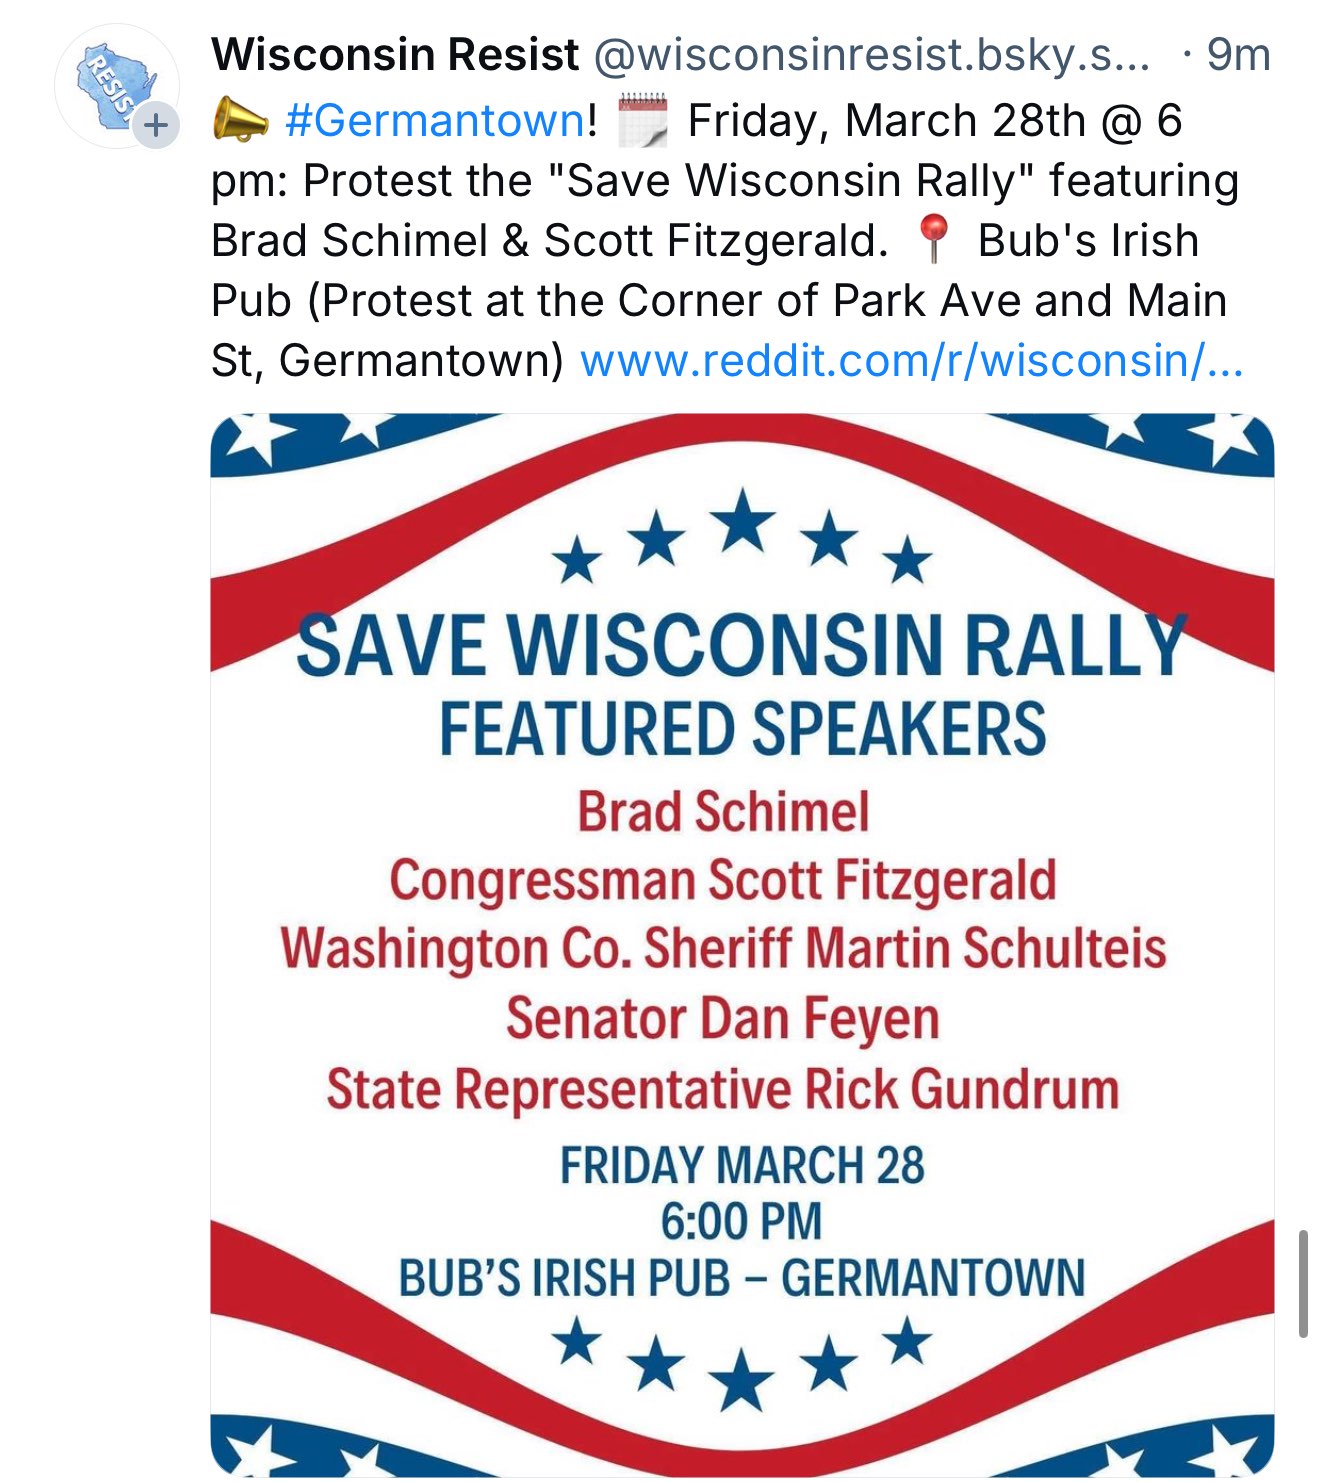 Wisconsin Resist @wisconsinresist.bsky.s... · 9m
RESIST
📣 #Germantown! 🗓️ Friday, March 28th @ 6
pm: Protest the "Save Wisconsin Rally" featuring
Brad Schimel & Scott Fitzgerald. 📍 Bub's Irish
Pub (Protest at the Corner of Park Ave and Main
St, Germantown) www.reddit.com/r/wisconsin/...
SAVE WISCONSIN RALLY
FEATURED SPEAKERS
Brad Schimel
Congressman Scott Fitzgerald
Washington Co. Sheriff Martin Schulteis
Senator Dan Feyen
State Representative Rick Gundrum
FRIDAY MARCH 28
6:00 PM
BUB'S IRISH PUB – GERMANTOWN